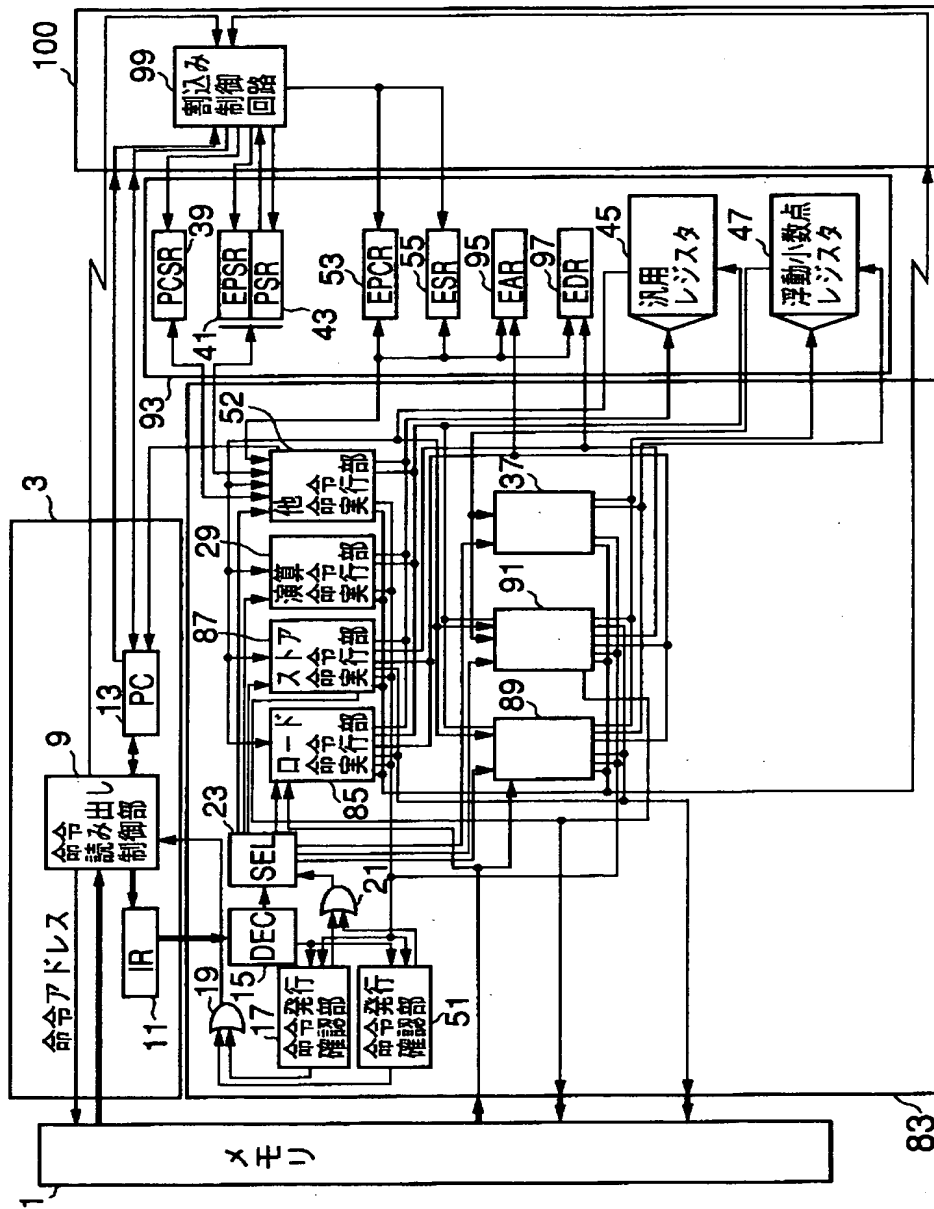 100
99
割込み
制御
回路
3
命令アドレス
9
命令
読み出し
制御部
13
PC
IR
11
93
PCSR
39
EPSR
41
PSR
43
53
EPCR
55
ESR
95
EAR
97
EDR
45
汎用
レジスタ
47
浮動小数点
レジスタ
19
15
DEC
23
SEL
21
17
命令発行
確認部
命令発行
確認部
51
ロード
命令
実行部
85
87
ストア
命令
実行部
29
演算
命令
実行部
52
他
命令
実行部
89
91
37
1
メモリ
83